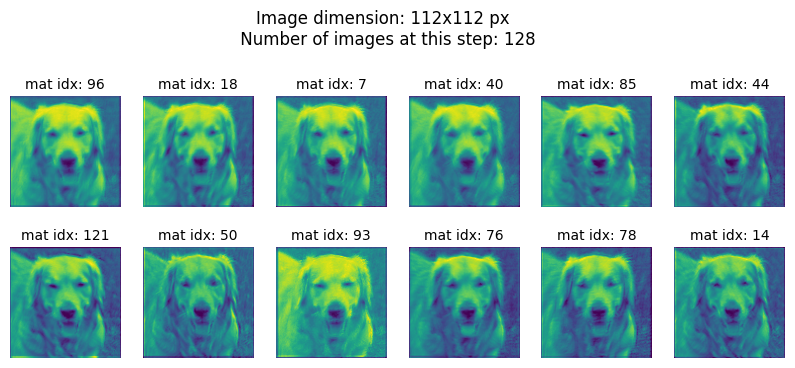 Image dimension: 112x112 px
Number of images at this step: 128
mat idx: 96
mat idx: 18
mat idx: 7
mat idx: 40
mat idx: 85
mat idx: 44
mat idx: 121
mat idx: 50
mat idx: 93
mat idx: 76
mat idx: 78
mat idx: 14